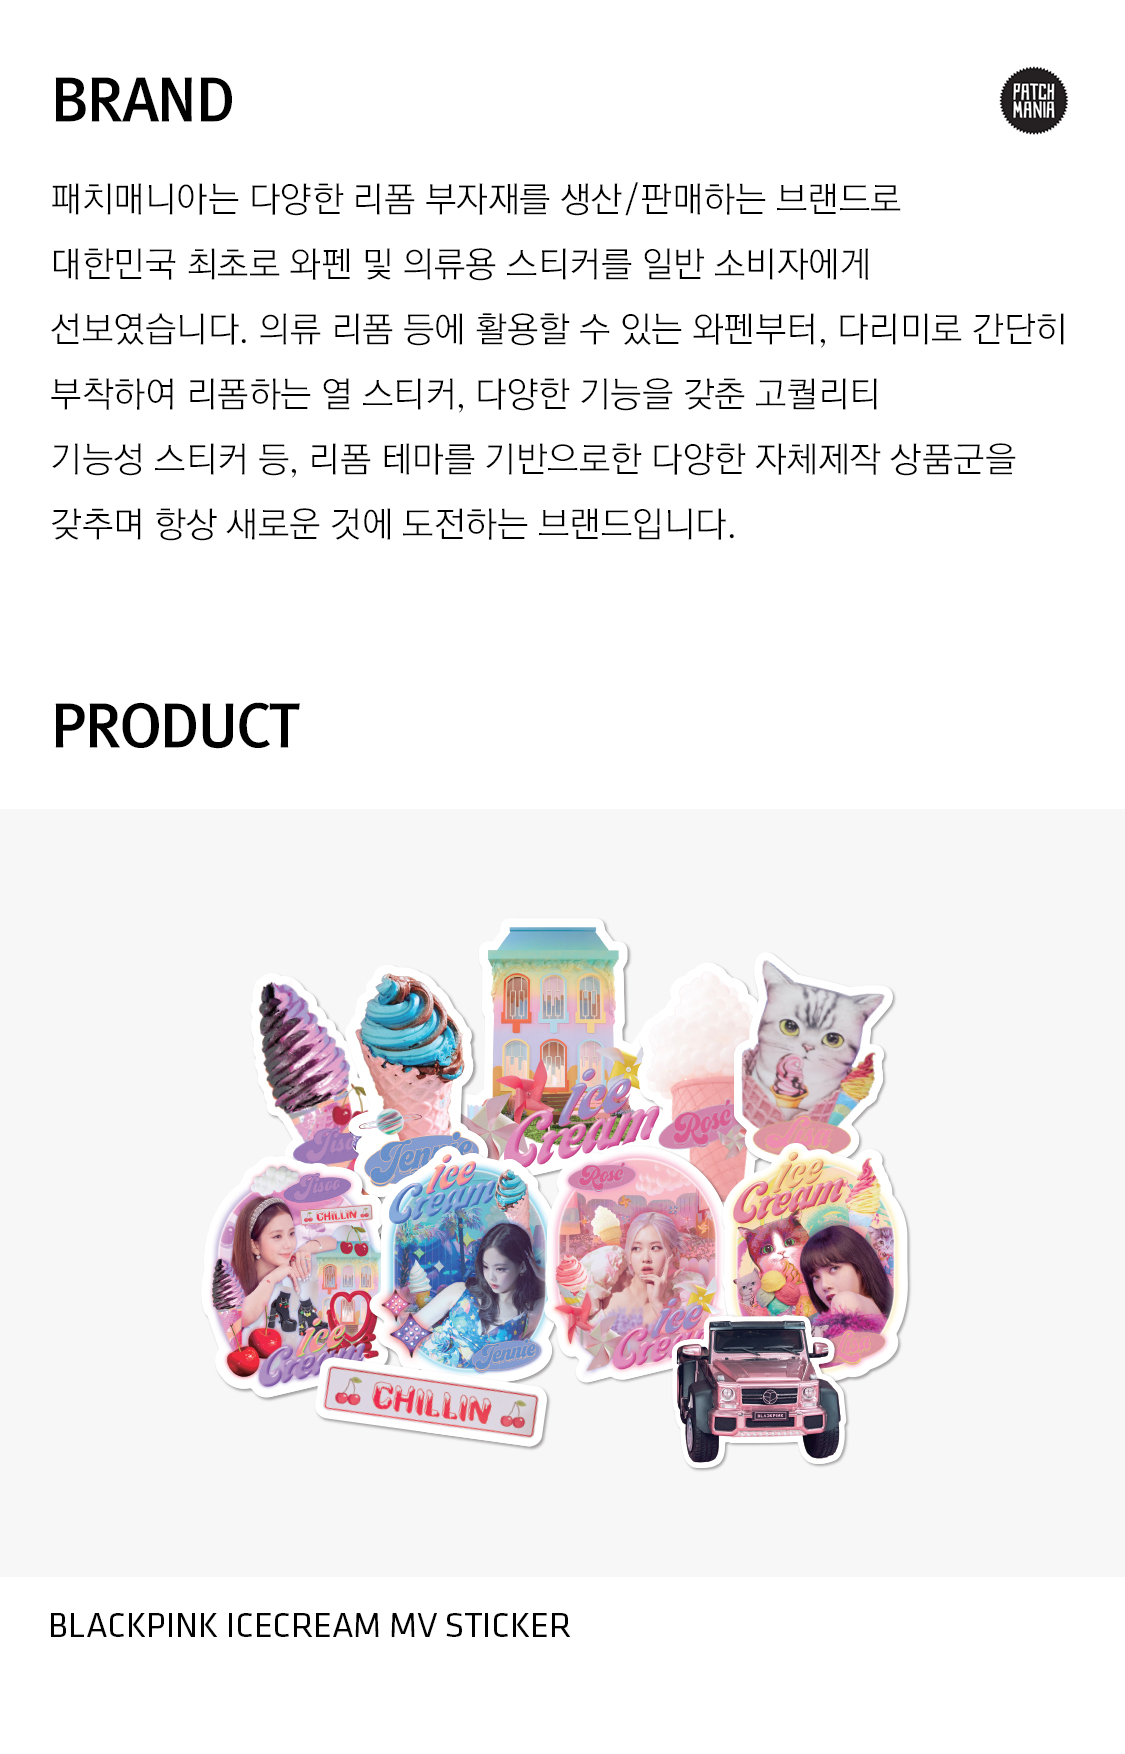 BRAND
PATCH
MANIA
패치매니아는 다양한 리폼 부자재를 생산/판매하는 브랜드로
대한민국 최초로 와펜 및 의류용 스티커를 일반 소비자에게
선보였습니다. 의류 리폼 등에 활용할 수 있는 와펜부터, 다리미로 간단히
부착하여 리폼하는 열 스티커, 다양한 기능을 갖춘 고퀄리티
기능성 스티커 등, 리폼 테마를 기반으로한 다양한 자체제작 상품군을
갖추며 항상 새로운 것에 도전하는 브랜드입니다.
PRODUCT
ice
Cream
Rosé
Jennie
Jisoo
CHILLIN
ice
Cream
Rosé
ice
Cream
ice
Cream
Jennie
ice
CHILLIN
BLACKPINK
BLACKPINK ICECREAM MV STICKER